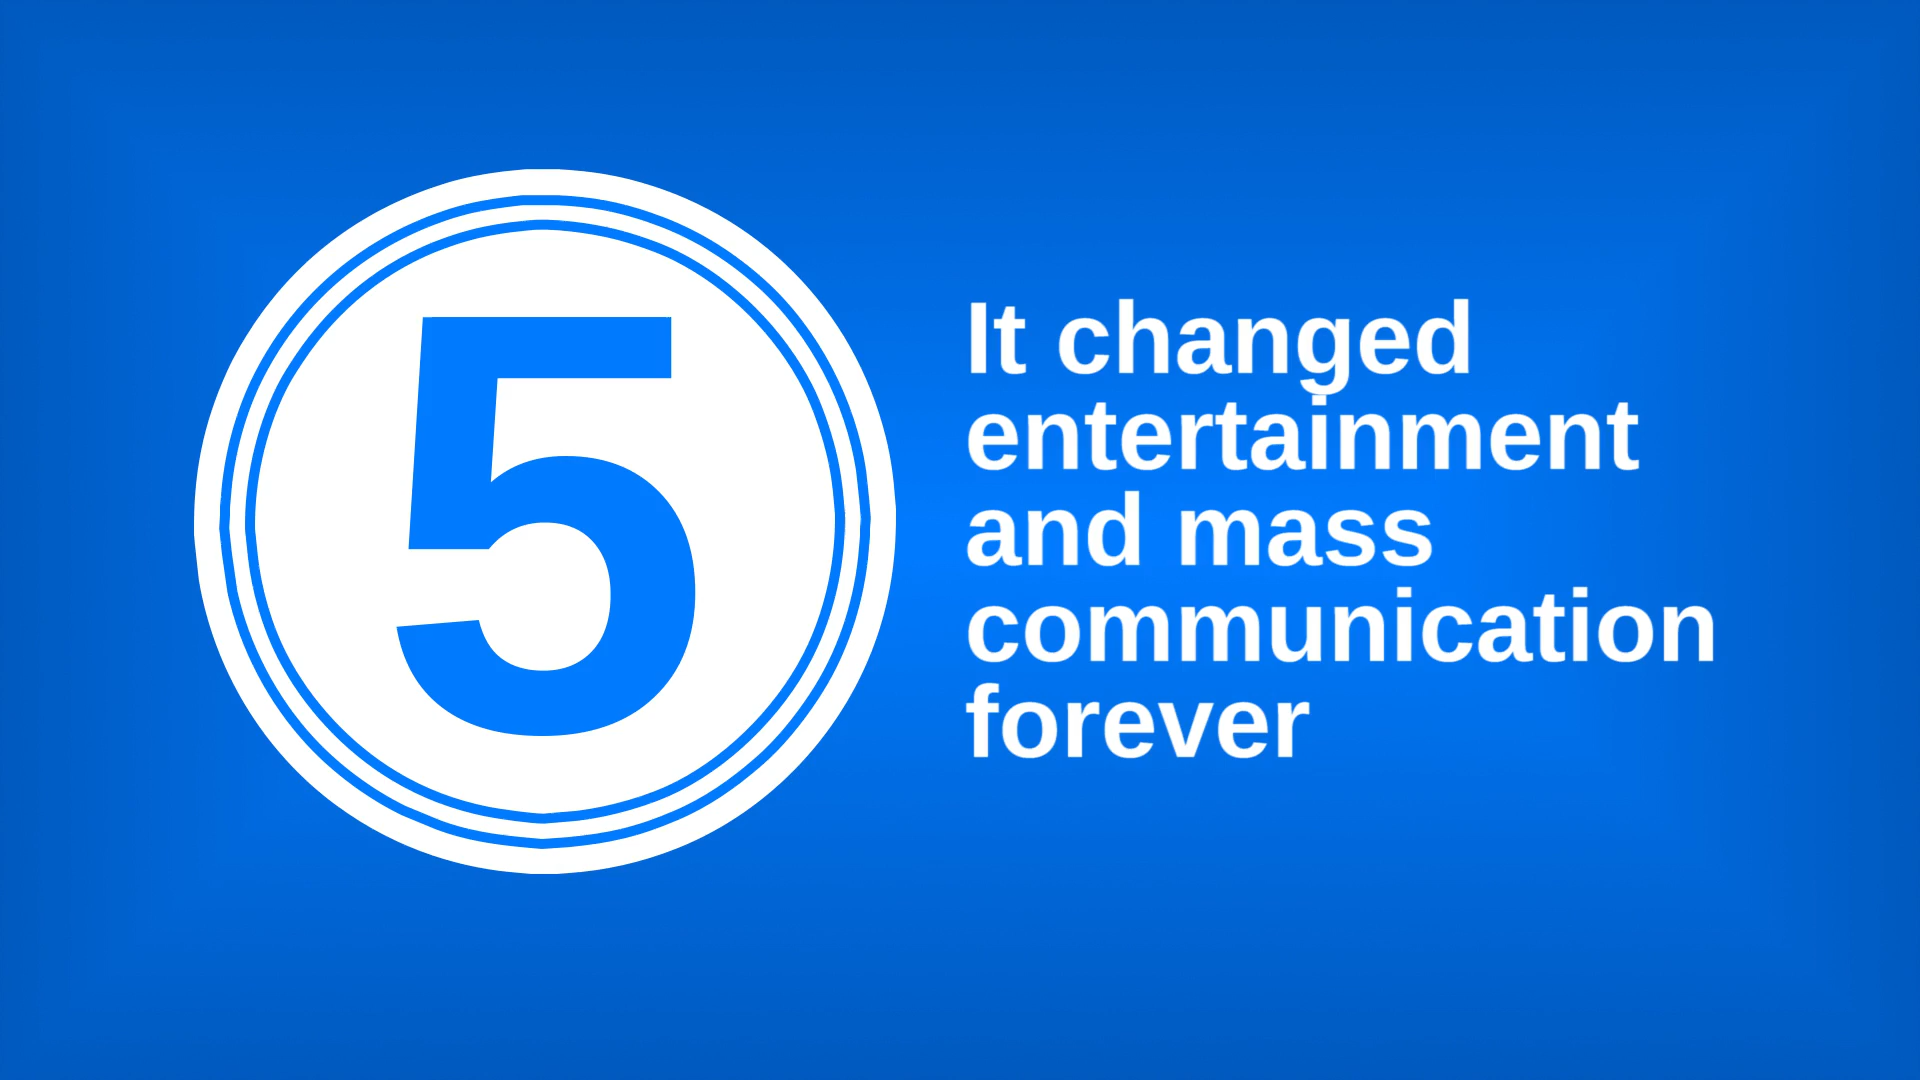 5
It changed
entertainment
and mass
communication
forever